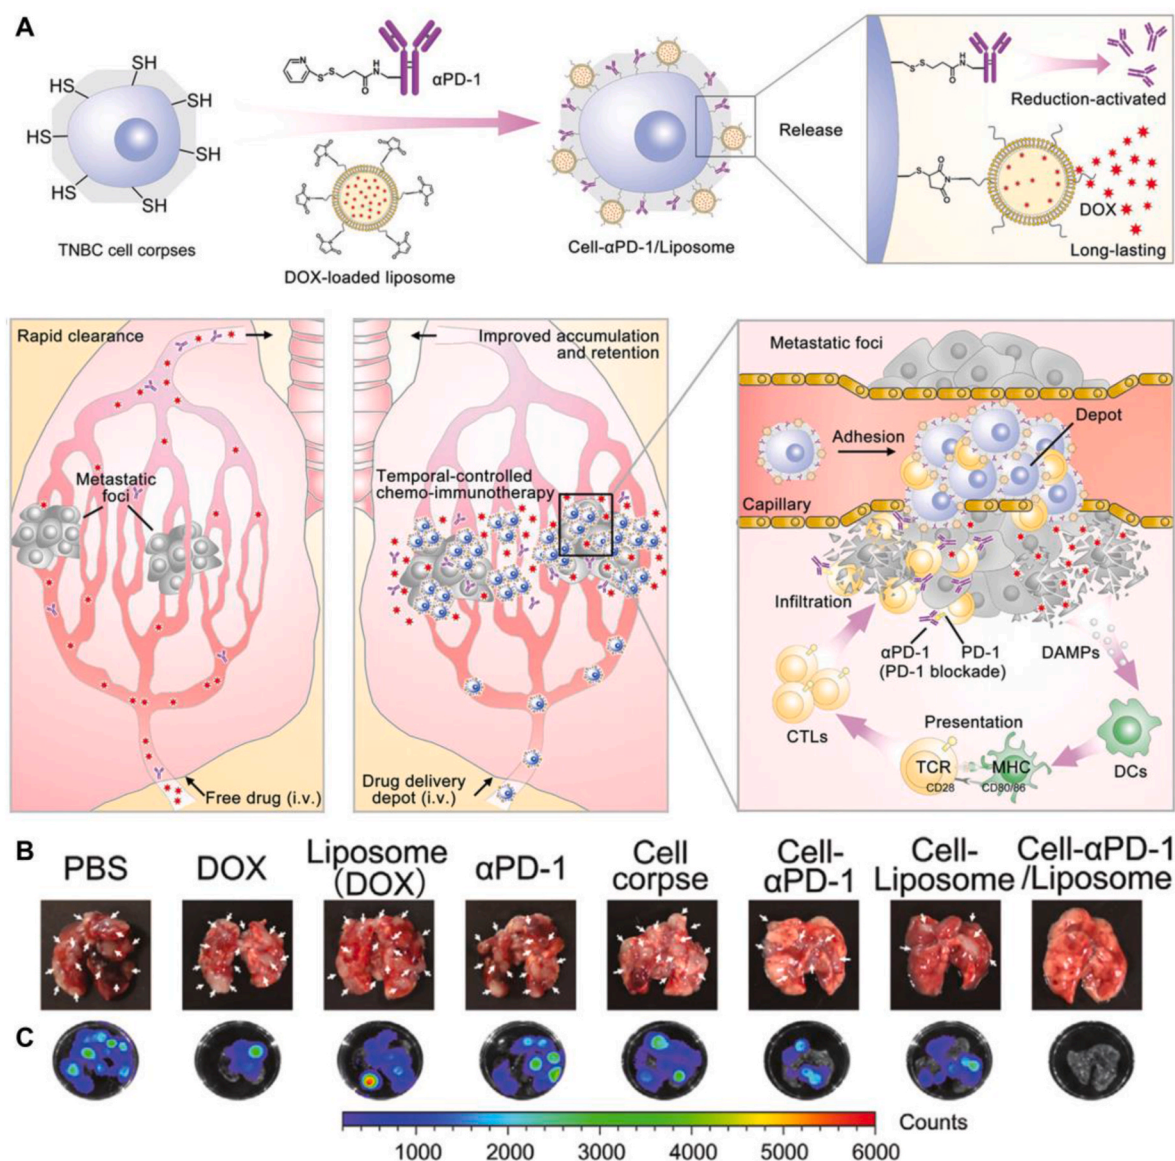 A
SH
HS
SH
HS
SH
HS
SH
TNBC cell corpses
N
S
S
O
N
H
αPD-1
DOX-loaded liposome
Cell-αPD-1/Liposome
Release
S
S
O
H
N
Reduction-activated
S
O
N
O
DOX
Long-lasting
Rapid clearance
Metastatic
foci
Free drug (i.v.)
Improved accumulation
and retention
Temporal-controlled
chemo-immunotherapy
Drug delivery
depot (i.v.)
Metastatic foci
Depot
Adhesion
Capillary
Infiltration
αPD-1
(PD-1 blockade)
PD-1
DAMPs
CTLs
Presentation
TCR
MHC
CD28
CD80/86
DCs
B
PBS
DOX
Liposome
(DOX)
αPD-1
Cell
corpse
Cell-
αPD-1
Cell-
Liposome
Cell-αPD-1
/Liposome
C
Counts
1000 2000 3000 4000 5000 6000